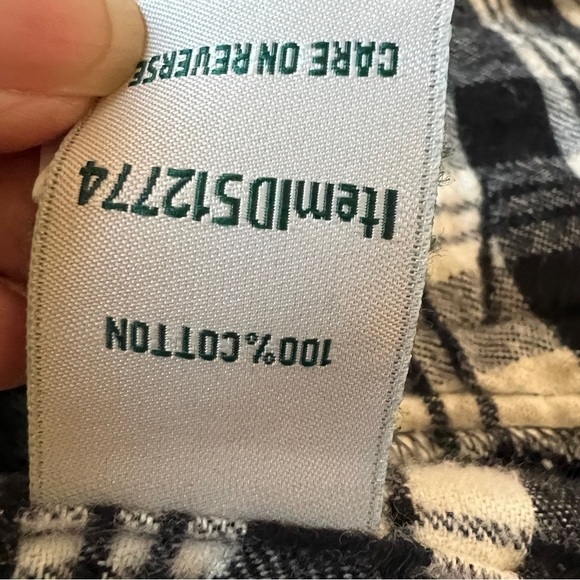 100% COTTON
ItemID512774
CARE ON REVERSE